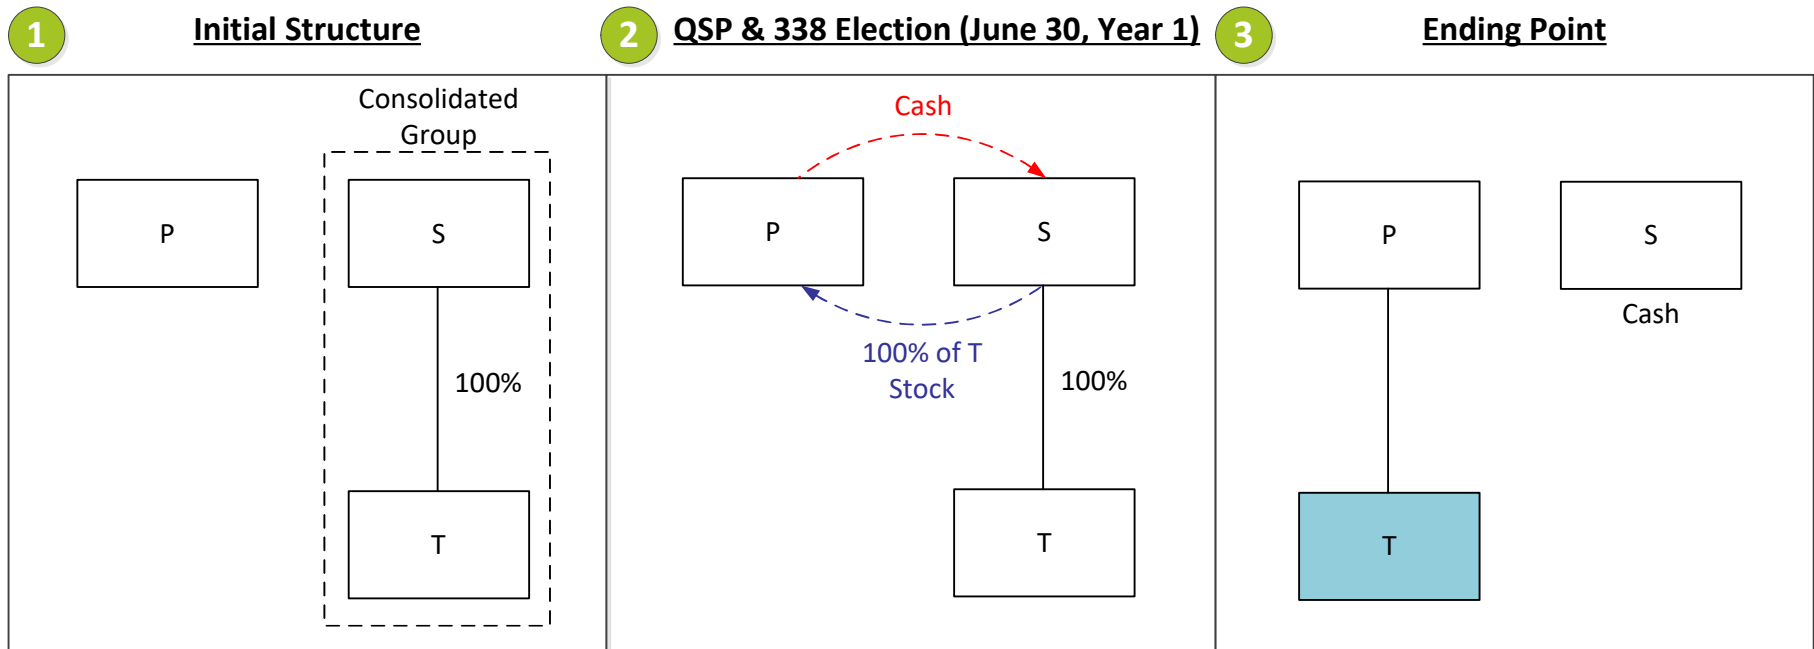 1
Initial Structure
2
QSP & 338 Election (June 30, Year 1)
3
Ending Point
Consolidated
Group
P
S
100%
T
Cash
P
S
100% of T
Stock
100%
T
P
S
Cash
T